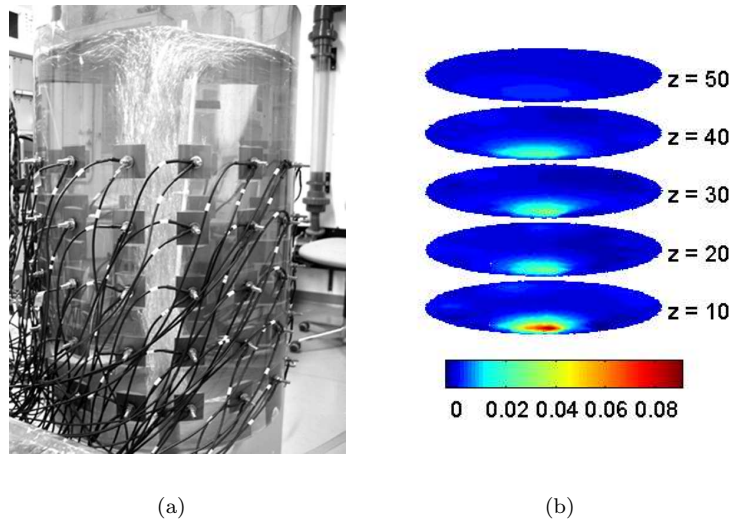 z = 50
z = 40
z = 30
z = 20
z = 10
0 0.02 0.04 0.06 0.08
(a)
(b)